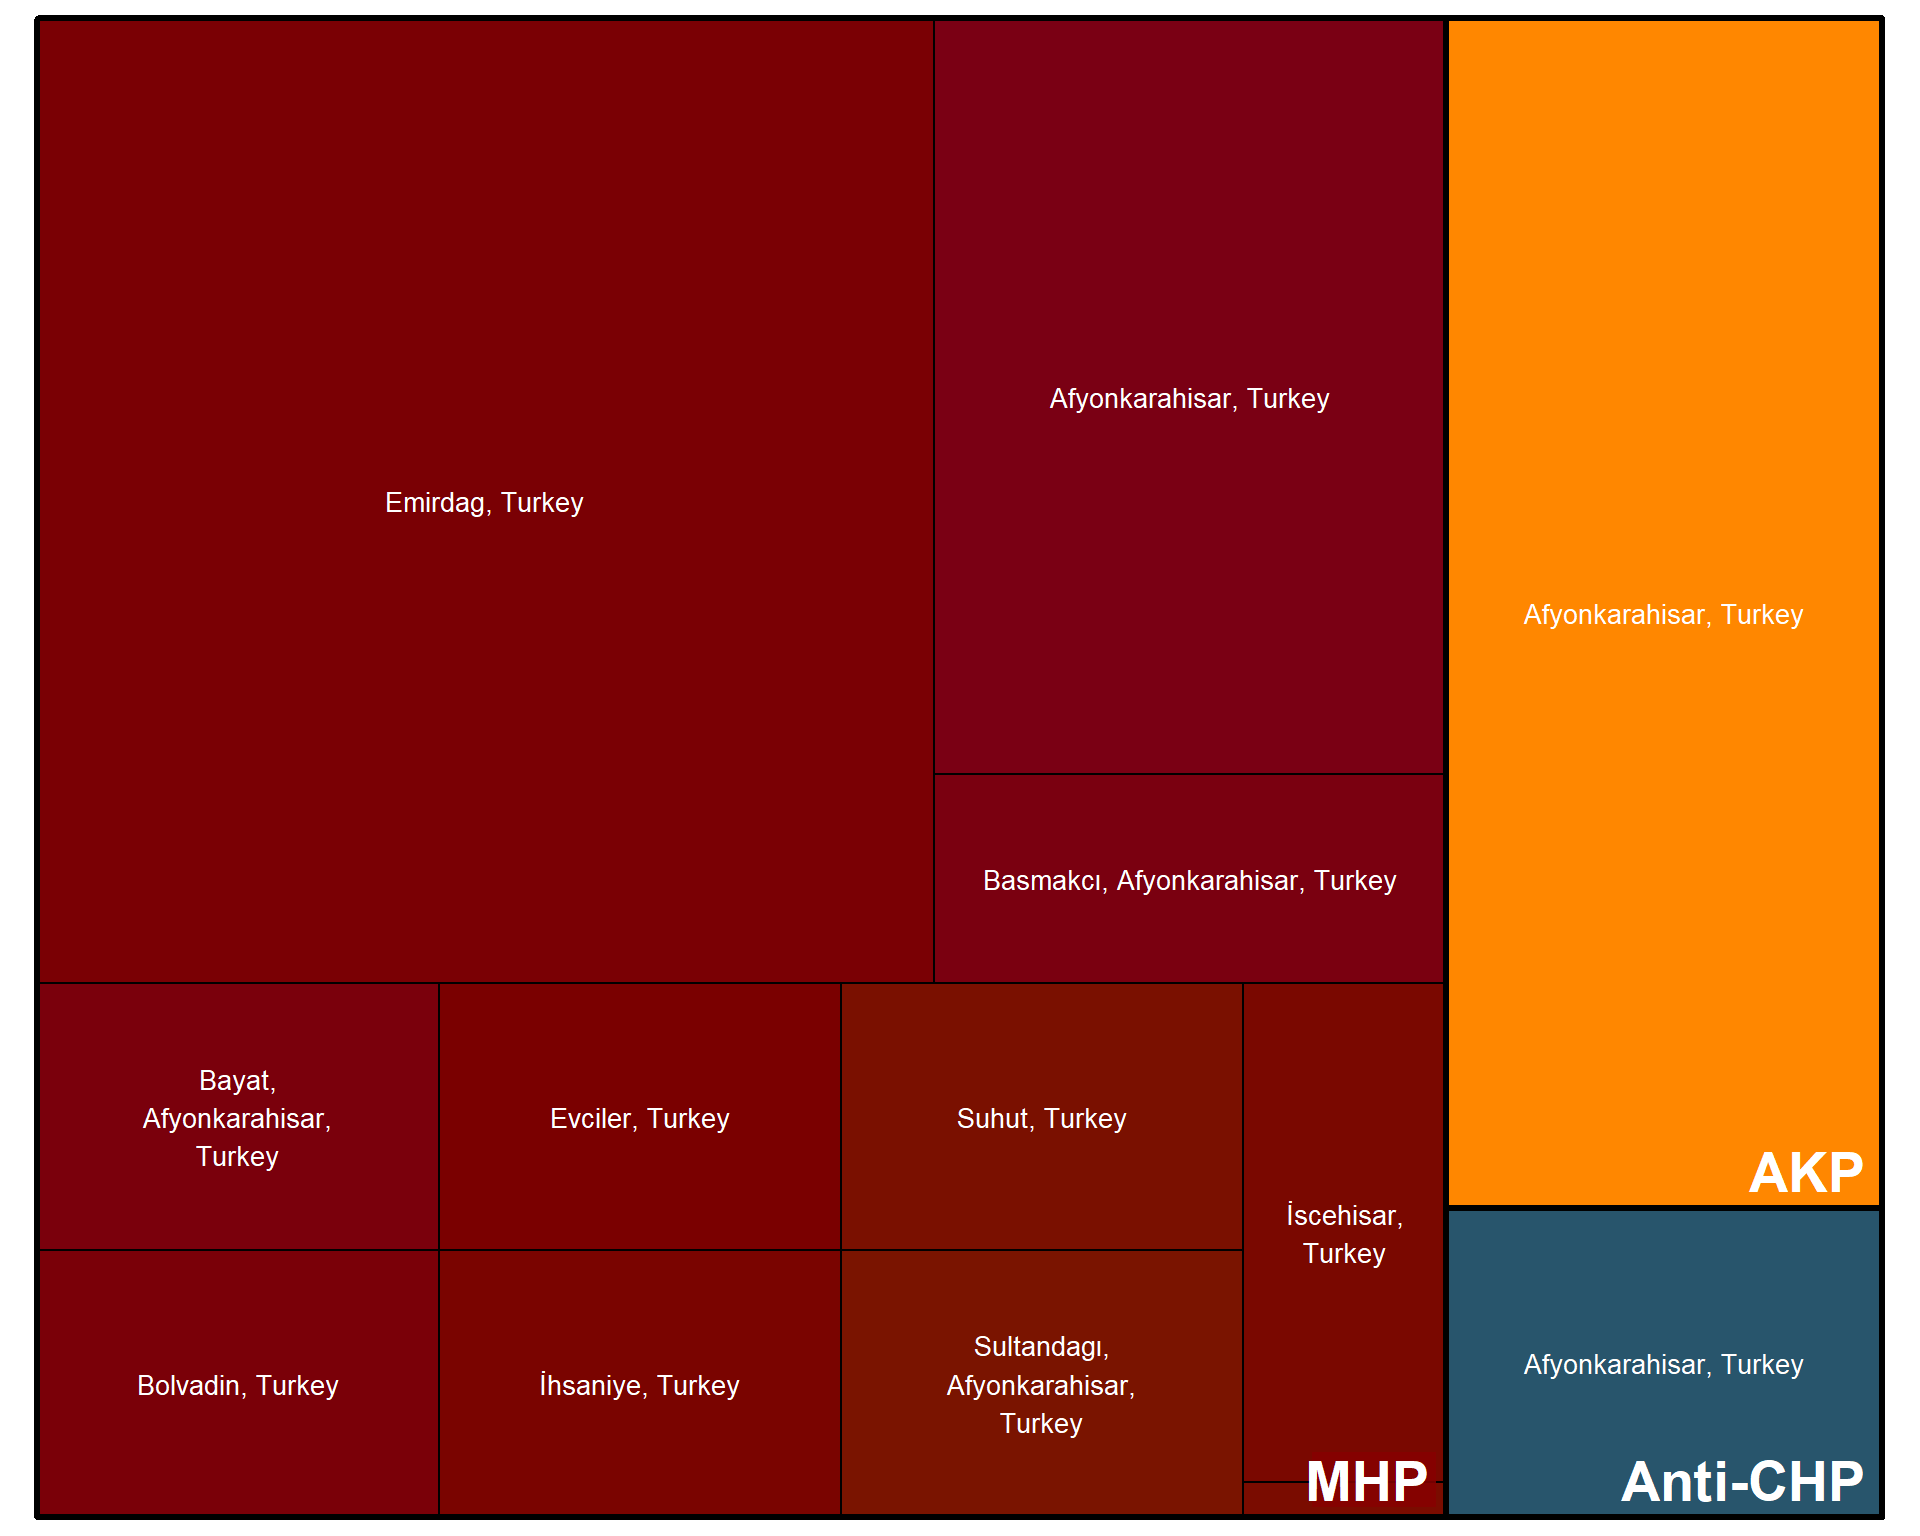 Emirdag, Turkey
Afyonkarahisar, Turkey
Basmakcı, Afyonkarahisar, Turkey
Bayat,
Afyonkarahisar,
Turkey
Evciler, Turkey
Suhut, Turkey
İscehisar,
Turkey
Bolvadin, Turkey
İhsaniye, Turkey
Sultandagı,
Afyonkarahisar,
Turkey
MHP
Afyonkarahisar, Turkey
AKP
Afyonkarahisar, Turkey
Anti-CHP